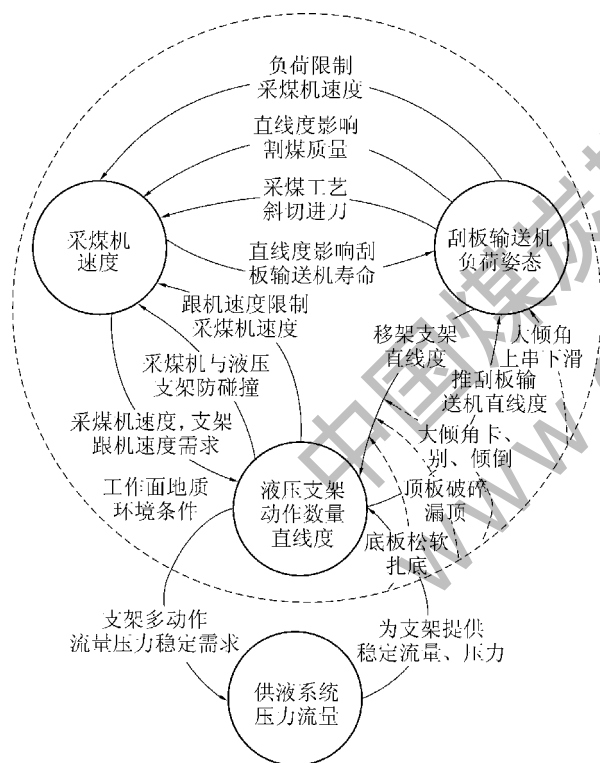 负荷限制
采煤机速度
直线度影响
割煤质量
采煤工艺
斜切进刀
采煤机
速度
刮板输送机
负荷姿态
直线度影响刮
板输送机寿命
跟机速度限制
采煤机速度
移架支架
直线度
大倾角
上串下滑
采煤机与液压
支架防碰撞
推刮板输
送机直线度
采煤机速度,支架
跟机速度需求
大倾角卡、
别、倾倒
工作面地质
环境条件
液压支架
动作数量
直线度
顶板破碎
漏顶
底板松软
扎底
支架多动作
流量压力稳定需求
为支架提供
稳定流量、压力
供液系统
压力流量
中国煤炭
www